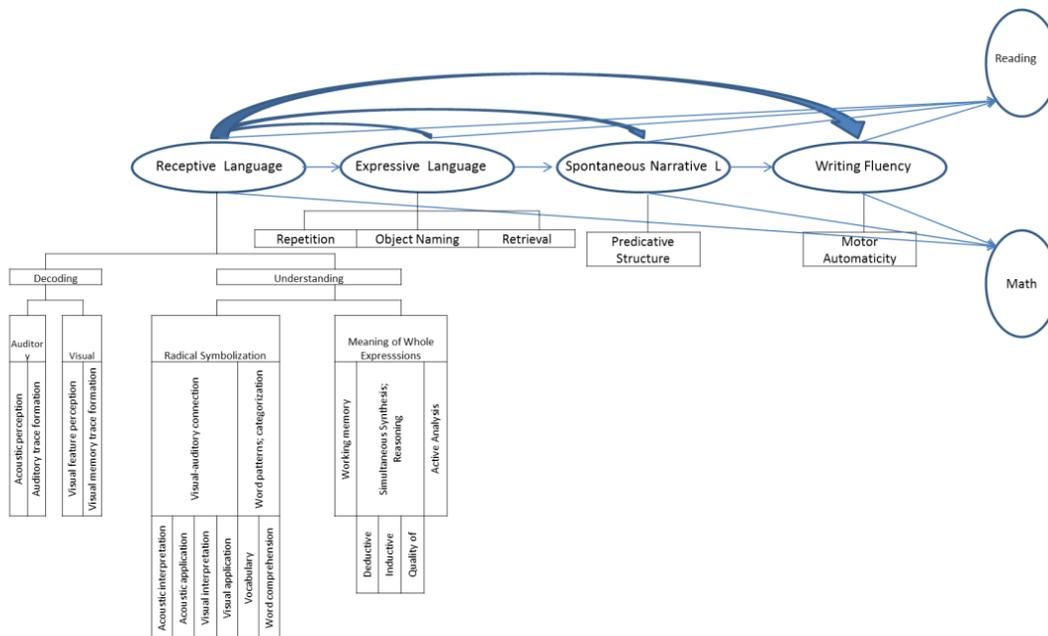 Reading
Receptive Language
Expressive Language
Spontaneous Narrative L
Writing Fluency
Repetition
Object Naming
Retrieval
Predicative
Structure
Motor
Automaticity
Math
Decoding
Understanding
Auditor
y
Visual
Radical Symbolization
Meaning of Whole
Expresssions
Acoustic perception
Auditory trace formation
Visual feature perception
Visual memory trace formation
Visual-auditory connection
Word patterns; categorization
Working memory
Simultaneous Synthesis;
Reasoning
Active Analysis
Acoustic interpretation
Acoustic application
Visual interpretation
Visual application
Vocabulary
Word comprehension
Deductive
Inductive
Quality of